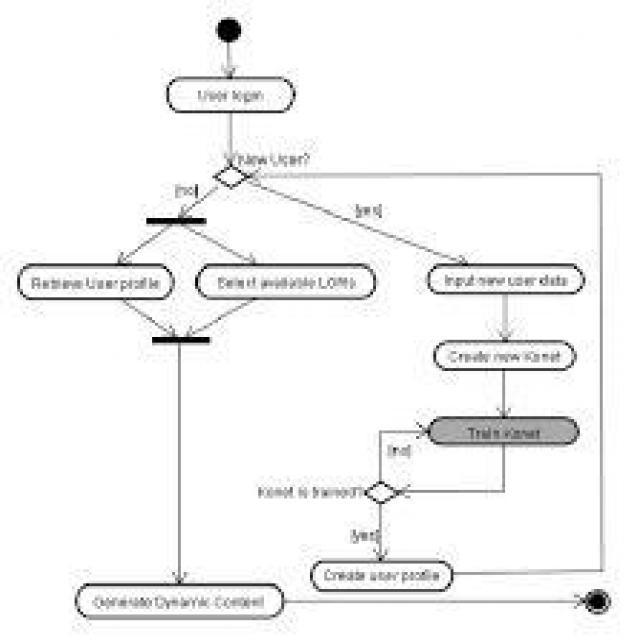 User login
New User?
[no]
[yes]
Retrieve User profile
Select available LOMs
Input new user data
Create new Konet
Train Konet
[no]
Konet is trained?
[yes]
Create user profile
Generate Dynamic Content